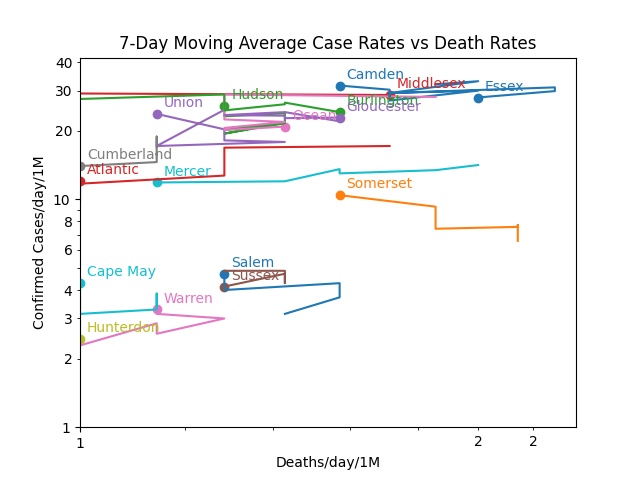 7-Day Moving Average Case Rates vs Death Rates
40
30
20
10
8
6
4
3
2
1
1
2
2
Confirmed Cases/day/1M
Deaths/day/1M
Camden
Middlesex
Essex
Hudson
Union
Burlington
Gloucester
Ocean
Cumberland
Atlantic
Mercer
Somerset
Salem
Sussex
Cape May
Warren
Hunterdon